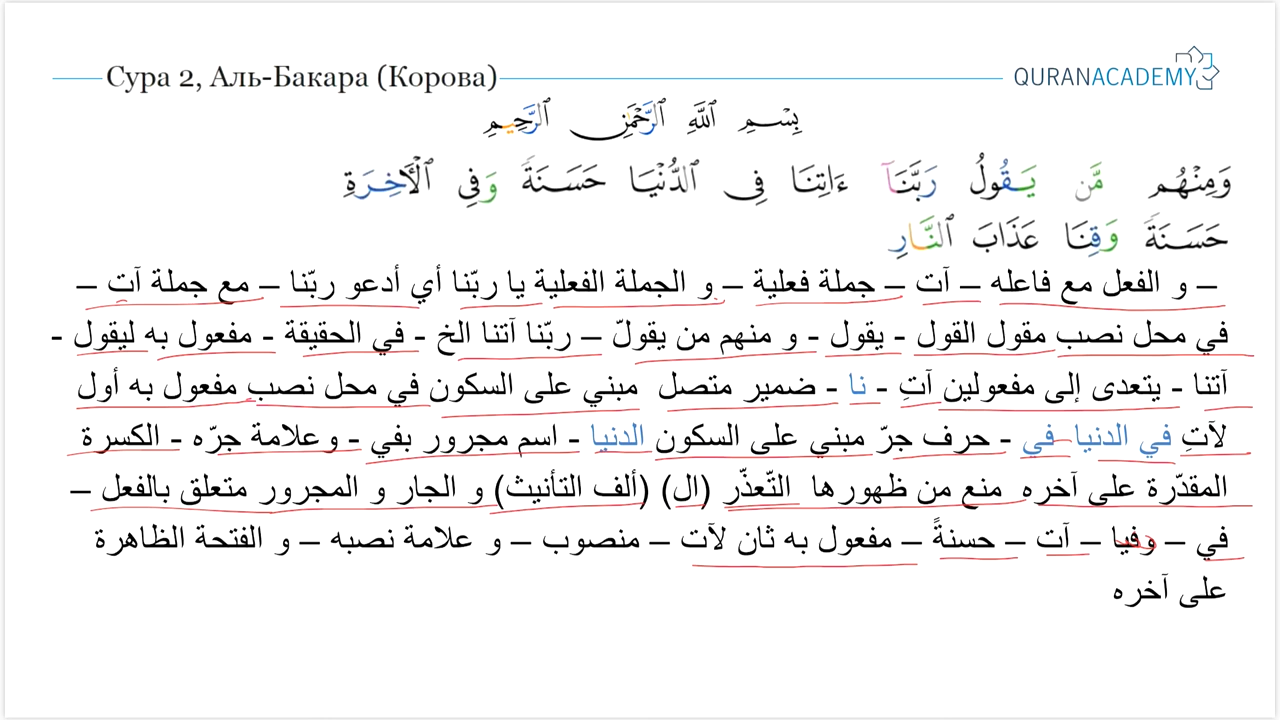 Сура 2, Аль-Бакара (Корова)
QURANACADEMY
بِسْمِ ٱللَّهِ ٱلرَّحْمَٰنِ ٱلرَّحِيمِ
وَمِنْهُم مَّن يَقُولُ رَبَّنَآ ءَاتِنَا فِى ٱلدُّنْيَا حَسَنَةً وَفِى ٱلْأَخِرَةِ
حَسَنَةً وَقِنَا عَذَابَ ٱلنَّارِ
– و الفعل مع فاعله – آت – جملة فعلية – و الجملة الفعلية يا ربّنا أي أدعو ربّنا – مع جملة آتِ –
في محل نصب مقول القول - يقول - و منهم من يقولّ – ربّنا آتنا الخ - في الحقيقة - مفعول به ليقول -
آتنا - يتعدى إلى مفعولين آتِ - نا - ضمير متصل مبني على السكون في محل نصب مفعول به أول
لآتِ في الدنيا في - حرف جرّ مبني على السكون الدنيا - اسم مجرور بفي - وعلامة جرّه - الكسرة
المقدّرة على آخره منع من ظهورها التّعذّر (ال) (ألف التأنيث) و الجار و المجرور متعلق بالفعل –
في – وفيا – آت – حسنةً – مفعول به ثان لآت – منصوب – و علامة نصبه – و الفتحة الظاهرة
على آخره